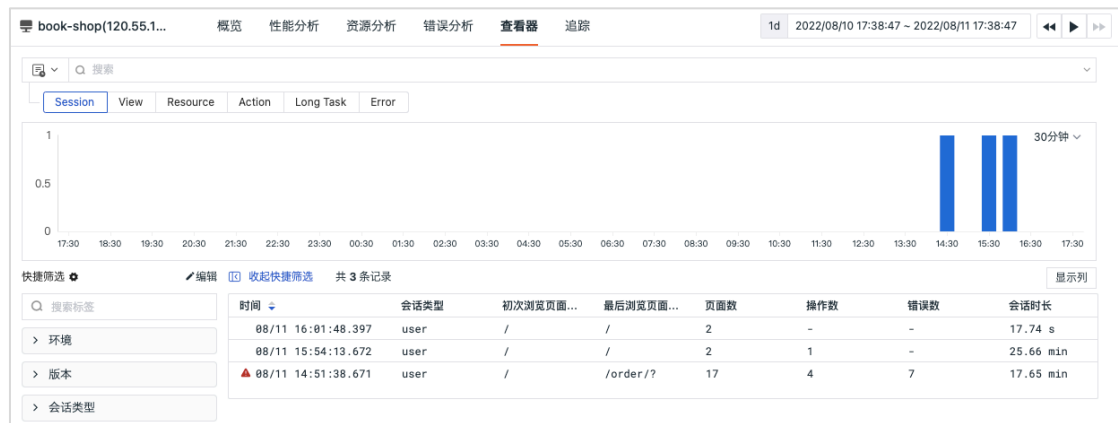 book-shop(120.55.1... 概览 性能分析 资源分析 错误分析 查看器 追踪 1d 2022/08/10 17:38:47 ~ 2022/08/11 17:38:47
搜索
Session View Resource Action Long Task Error
1 30分钟
0.5
0
17:30 18:30 19:30 20:30 21:30 22:30 23:30 00:30 01:30 02:30 03:30 04:30 05:30 06:30 07:30 08:30 09:30 10:30 11:30 12:30 13:30 14:30 15:30 16:30 17:30
快捷筛选 编辑 收起快捷筛选 共 3 条记录 显示列
搜索标签 时间 会话类型 初次浏览页面... 最后浏览页面... 页面数 操作数 错误数 会话时长
08/11 16:01:48.397 user / / 2 - - 17.74 s
环境
08/11 15:54:13.672 user / / 2 1 - 25.66 min
版本 08/11 14:51:38.671 user / /order/? 17 4 7 17.65 min
会话类型